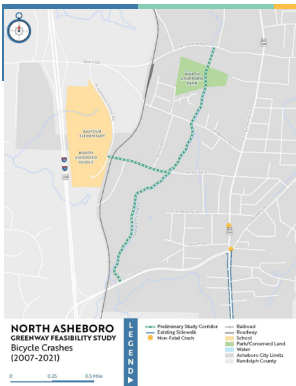 NORTH
ASHEBORO
PARK
BALFOUR
ELEMENTARY
NORTH
ASHEBORO
MIDDLE
NORTH ASHEBORO
GREENWAY FEASIBILITY STUDY
Bicycle Crashes
(2007-2021)
0 0.25 0.5 Mile
LEGEND
Preliminary Study Corridor
Existing Sidewalk
Non-Fatal Crash
Railroad
Roadway
School
Park/Conserved Land
Water
Asheboro City Limits
Randolph County